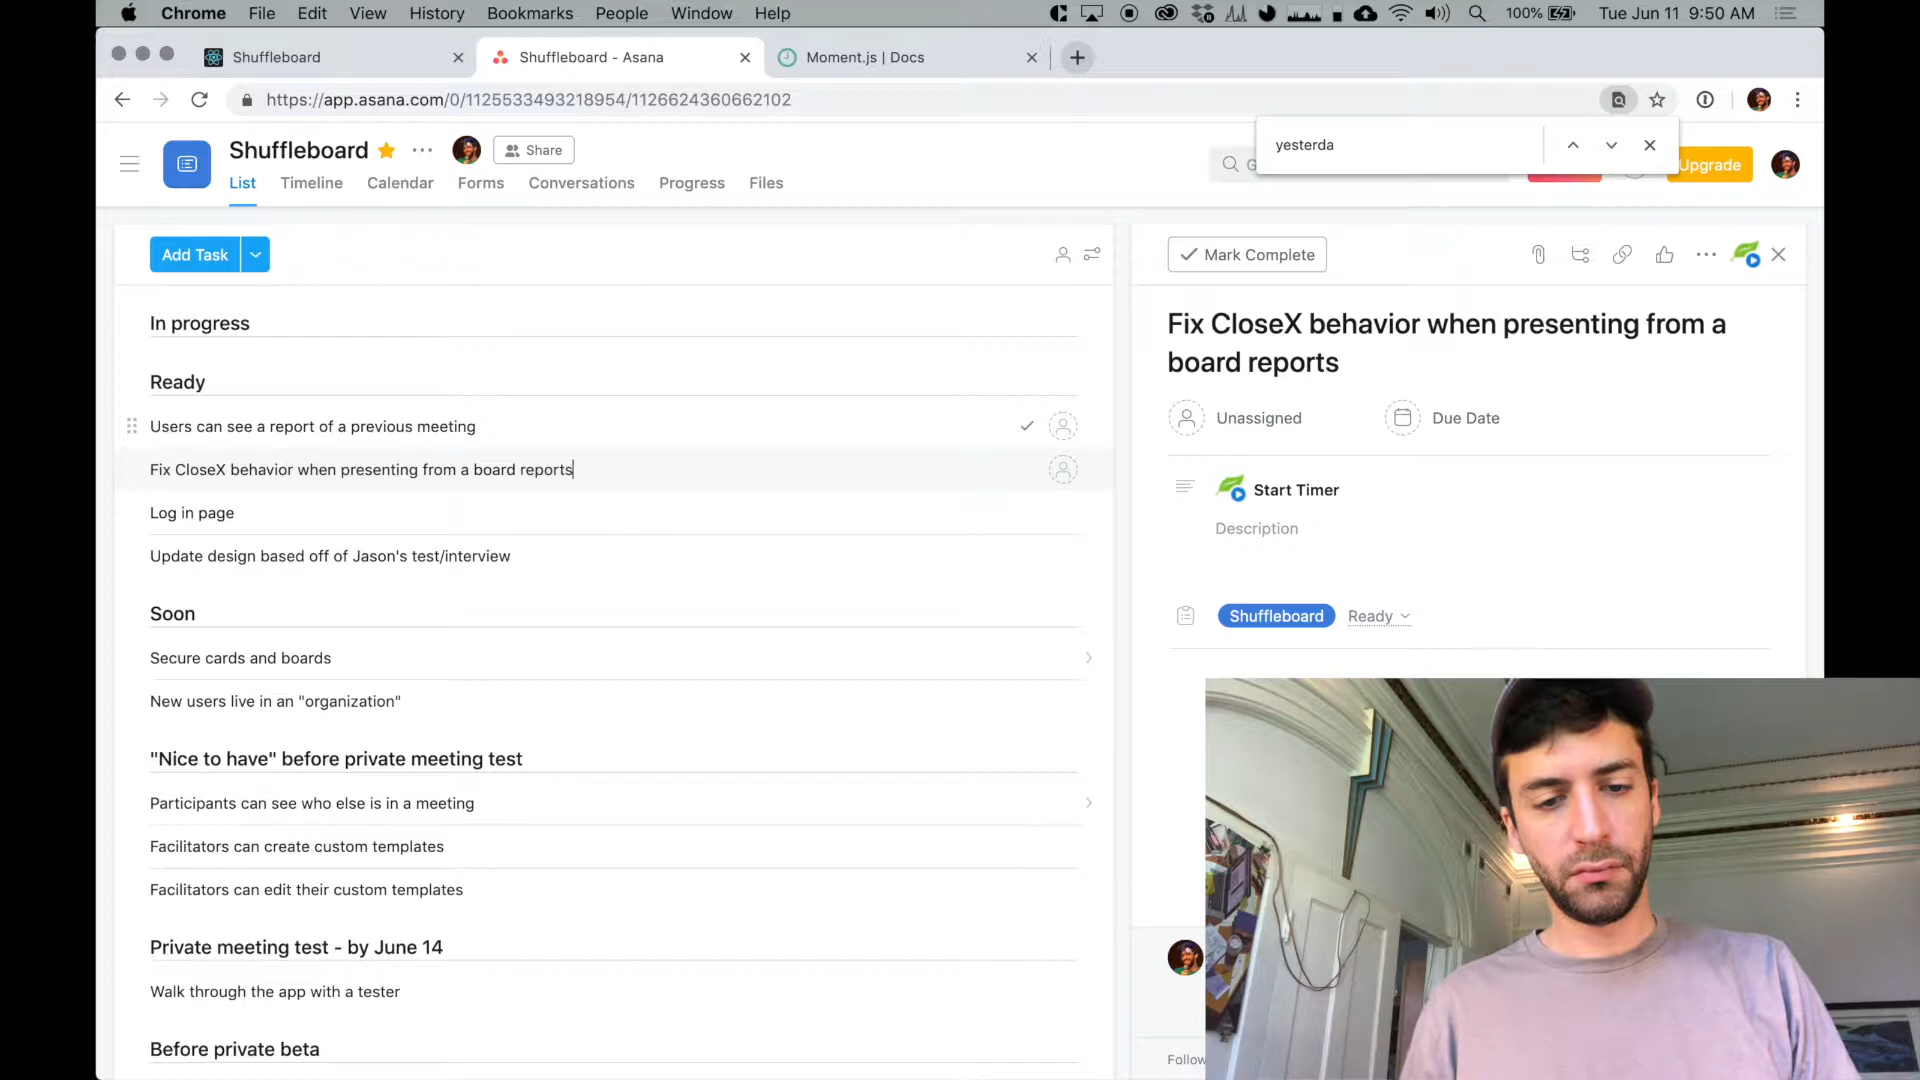 Chrome File Edit View History Bookmarks People Window Help 100% Tue Jun 11 9:50 AM
Shuffleboard Shuffleboard - Asana Moment.js | Docs
https://app.asana.com/0/1125533493218954/1126624360662102
yesterda
Shuffleboard Share
Upgrade
List Timeline Calendar Forms Conversations Progress Files
Add Task
In progress
Ready
Users can see a report of a previous meeting
Fix CloseX behavior when presenting from a board reports
Log in page
Update design based off of Jason's test/interview
Soon
Secure cards and boards
New users live in an "organization"
"Nice to have" before private meeting test
Participants can see who else is in a meeting
Facilitators can create custom templates
Facilitators can edit their custom templates
Private meeting test - by June 14
Walk through the app with a tester
Before private beta
Mark Complete
Fix CloseX behavior when presenting from a
board reports
Unassigned Due Date
Start Timer
Description
Shuffleboard Ready
Follow